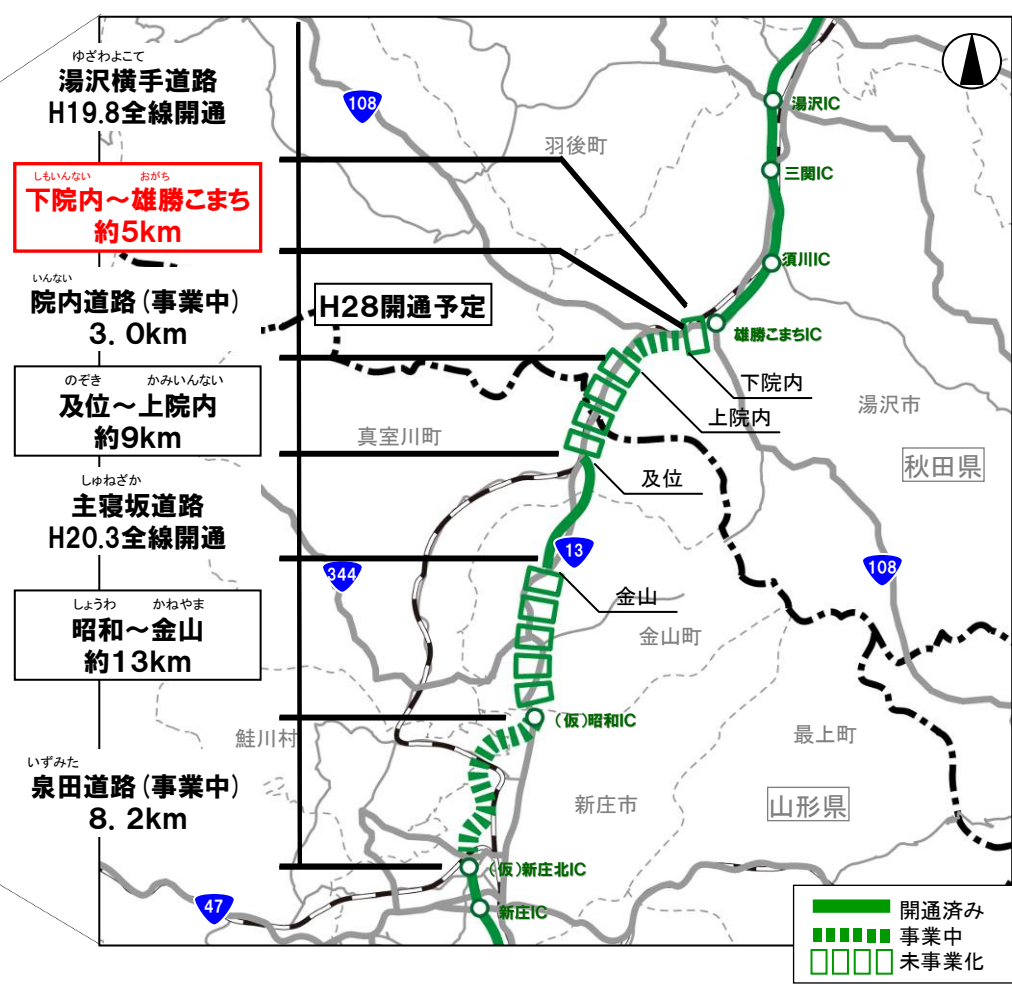 ゆざわよこて
湯沢横手道路
H19.8全線開通
しもいんない おがち
下院内～雄勝こまち
約5km
いんない
院内道路(事業中)
3．0km
のぞき かみいんない
及位～上院内
約9km
しゅねざか
主寝坂道路
H20.3全線開通
しょうわ かねやま
昭和～金山
約13km
いずみた
泉田道路(事業中)
8．2km
108
羽後町
湯沢IC
三関IC
須川IC
H28開通予定
雄勝こまちIC
下院内
上院内
湯沢市
真室川町
秋田県
及位
13
344
108
金山
金山町
(仮)昭和IC
鮭川村
最上町
新庄市
山形県
(仮)新庄北IC
47
新庄IC
開通済み
事業中
未事業化